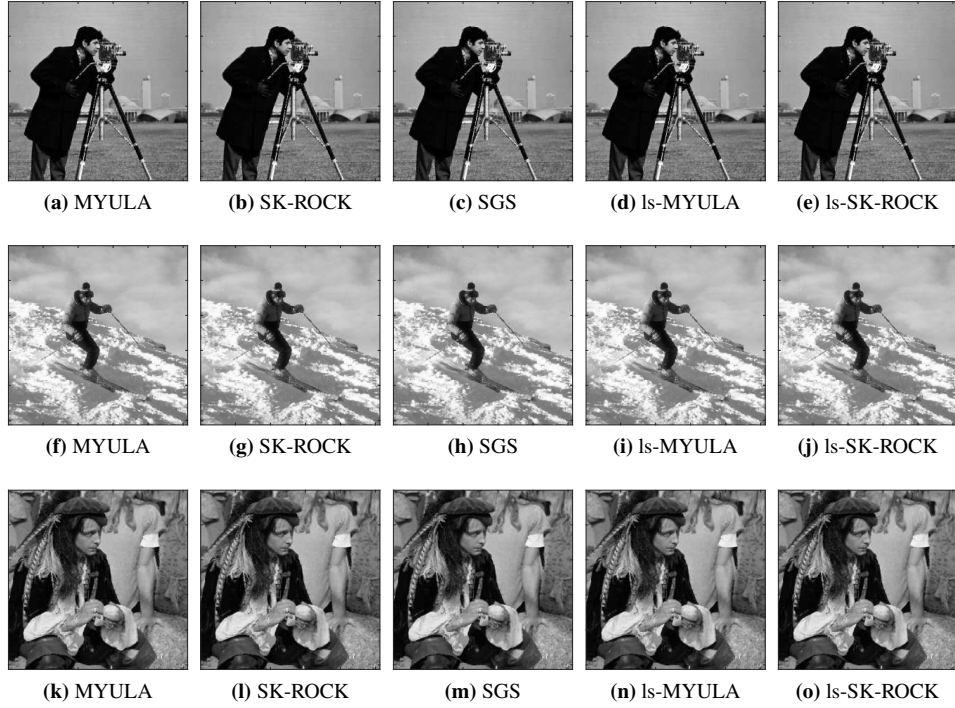 (a) MYULA
(b) SK-ROCK
(c) SGS
(d) ls-MYULA
(e) ls-SK-ROCK
(f) MYULA
(g) SK-ROCK
(h) SGS
(i) ls-MYULA
(j) ls-SK-ROCK
(k) MYULA
(l) SK-ROCK
(m) SGS
(n) ls-MYULA
(o) ls-SK-ROCK